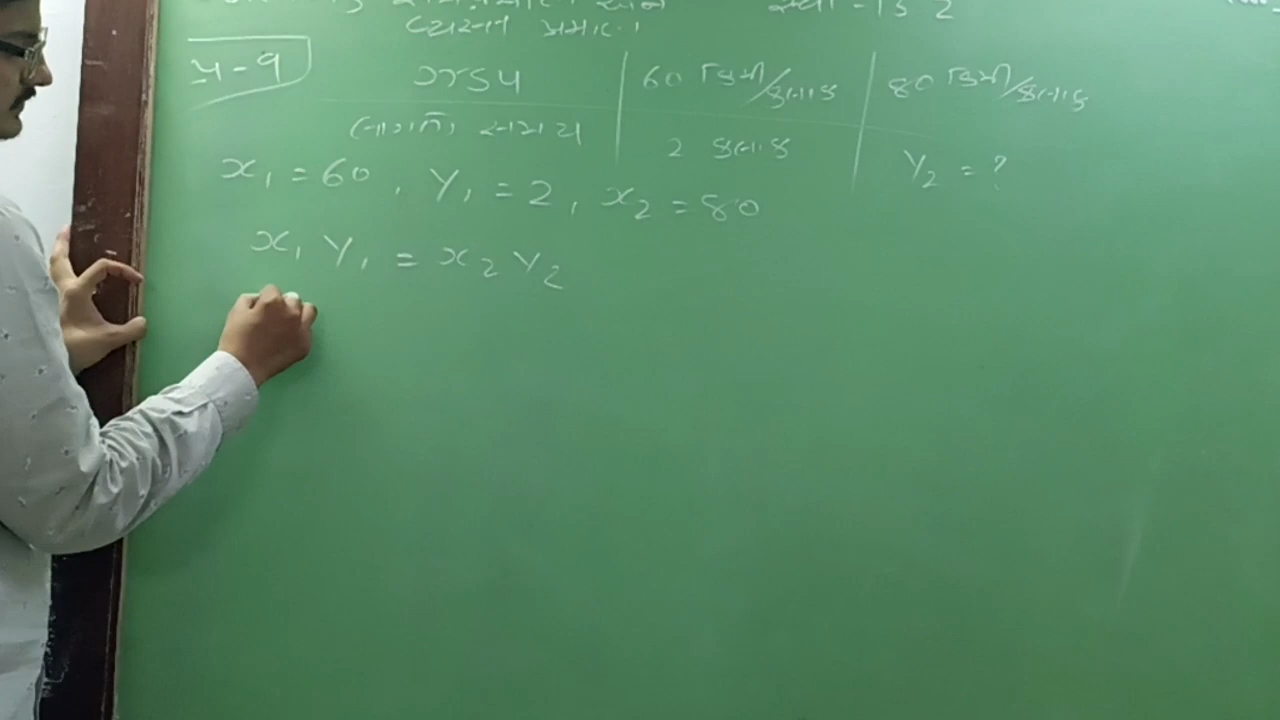 વ્યસ્ત પ્રમાણ
પ્ર-૯
ઝડપ 60 કિમી/કલાક 80 કિમી/કલાક
લાગતો સમય 2 કલાક Y₂ = ?
x₁ = 60, Y₁ = 2, x₂ = 80
x₁ Y₁ = x₂ Y₂